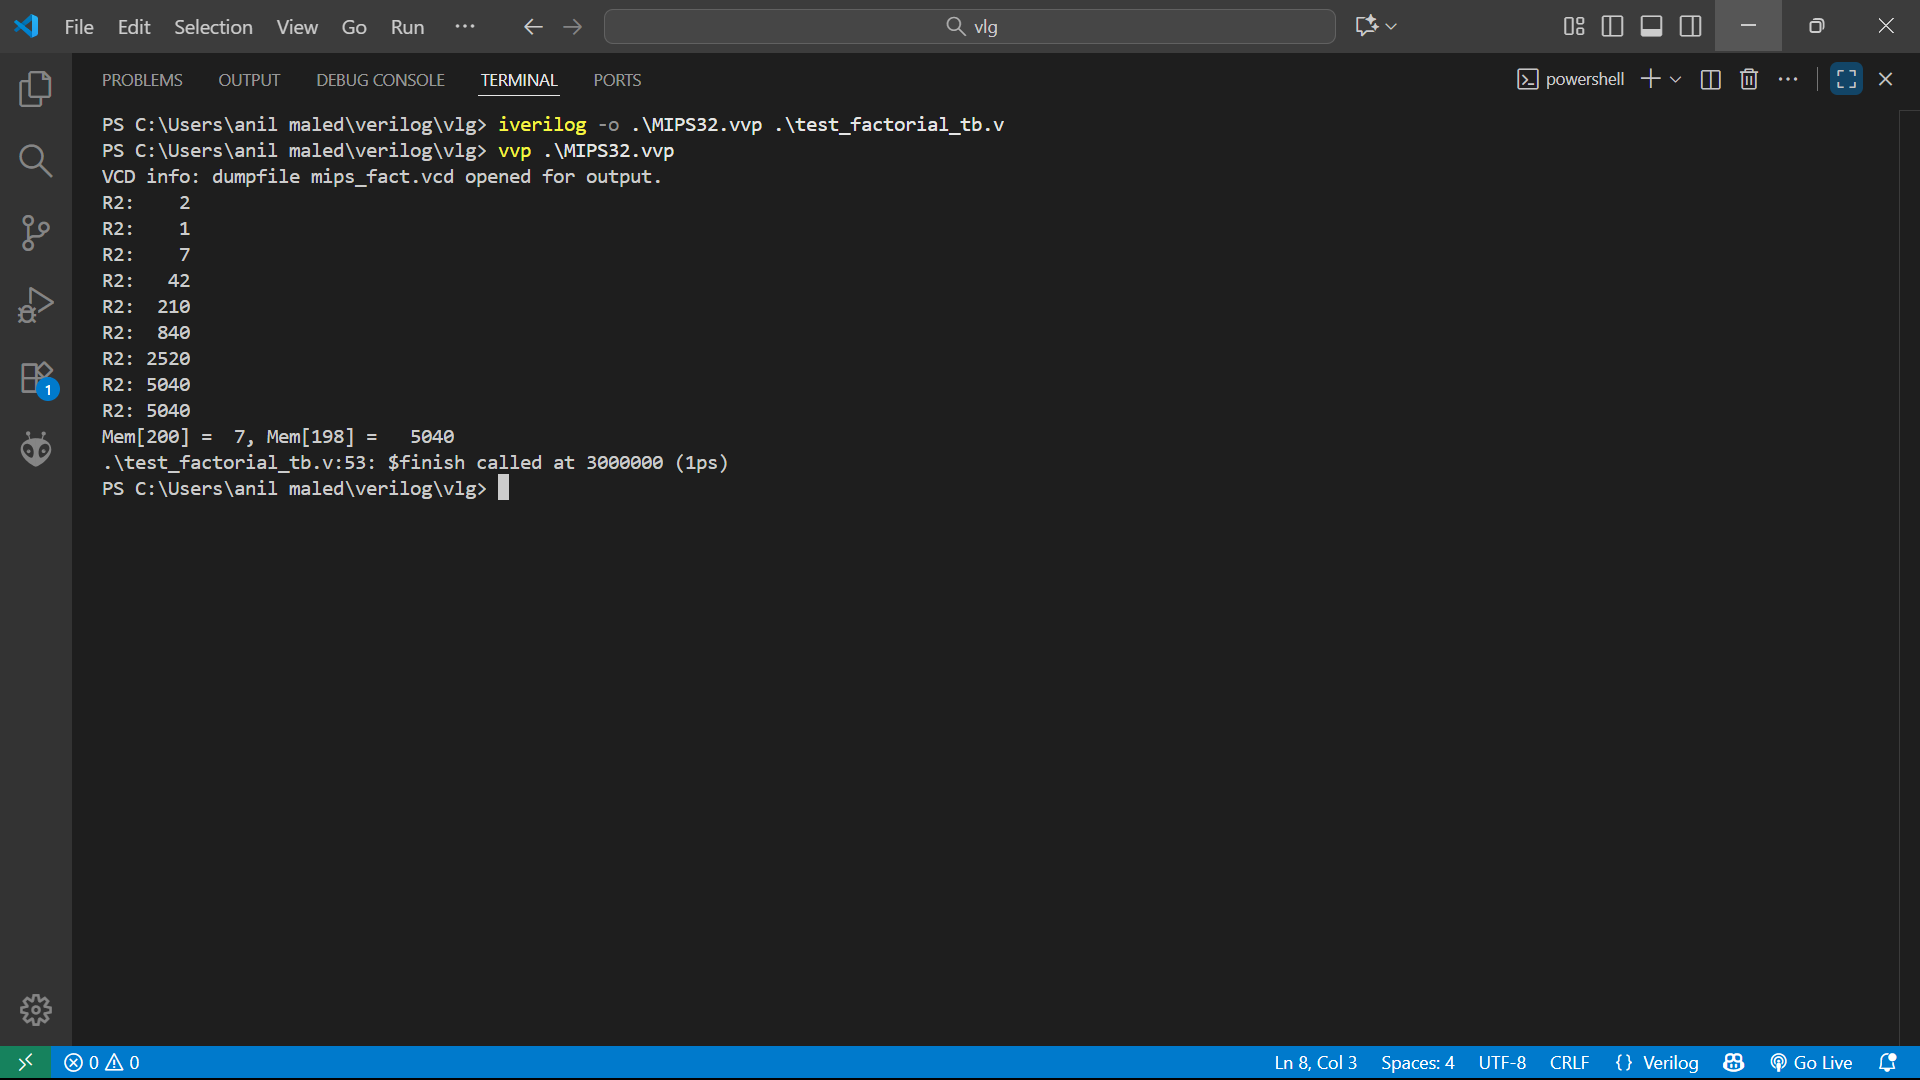 File Edit Selection View Go Run ··· vlg
PROBLEMS OUTPUT DEBUG CONSOLE TERMINAL PORTS powershell
PS C:\Users\anil maled\verilog\vlg> iverilog -o .\MIPS32.vvp .\test_factorial_tb.v
PS C:\Users\anil maled\verilog\vlg> vvp .\MIPS32.vvp
VCD info: dumpfile mips_fact.vcd opened for output.
R2:    2
R2:    1
R2:    7
R2:   42
R2:  210
R2:  840
R2: 2520
R2: 5040
R2: 5040
Mem[200] =  7, Mem[198] =   5040
.\test_factorial_tb.v:53: $finish called at 3000000 (1ps)
PS C:\Users\anil maled\verilog\vlg>
1
0 0 Ln 8, Col 3 Spaces: 4 UTF-8 CRLF {} Verilog Go Live